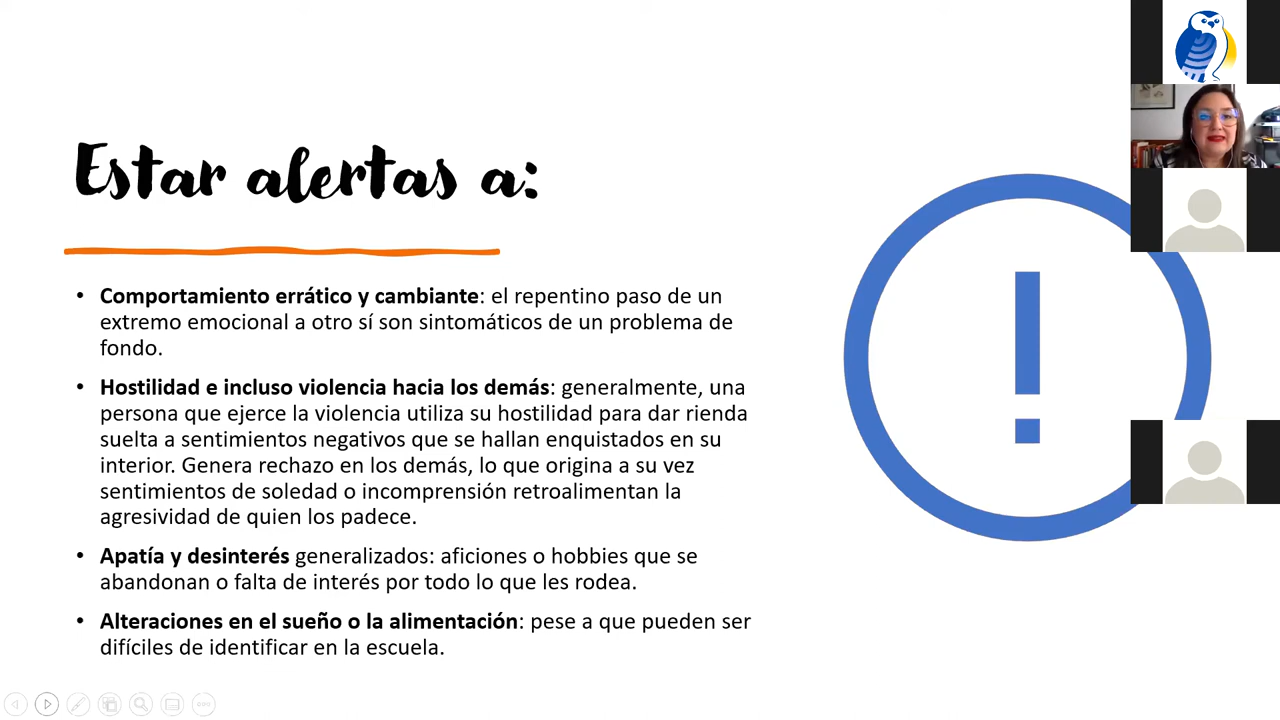 Estar alertas a:
• Comportamiento errático y cambiante: el repentino paso de un
extremo emocional a otro sí son sintomáticos de un problema de
fondo.
• Hostilidad e incluso violencia hacia los demás: generalmente, una
persona que ejerce la violencia utiliza su hostilidad para dar rienda
suelta a sentimientos negativos que se hallan enquistados en su
interior. Genera rechazo en los demás, lo que origina a su vez
sentimientos de soledad o incomprensión retroalimentan la
agresividad de quien los padece.
• Apatía y desinterés generalizados: aficiones o hobbies que se
abandonan o falta de interés por todo lo que les rodea.
• Alteraciones en el sueño o la alimentación: pese a que pueden ser
difíciles de identificar en la escuela.
!